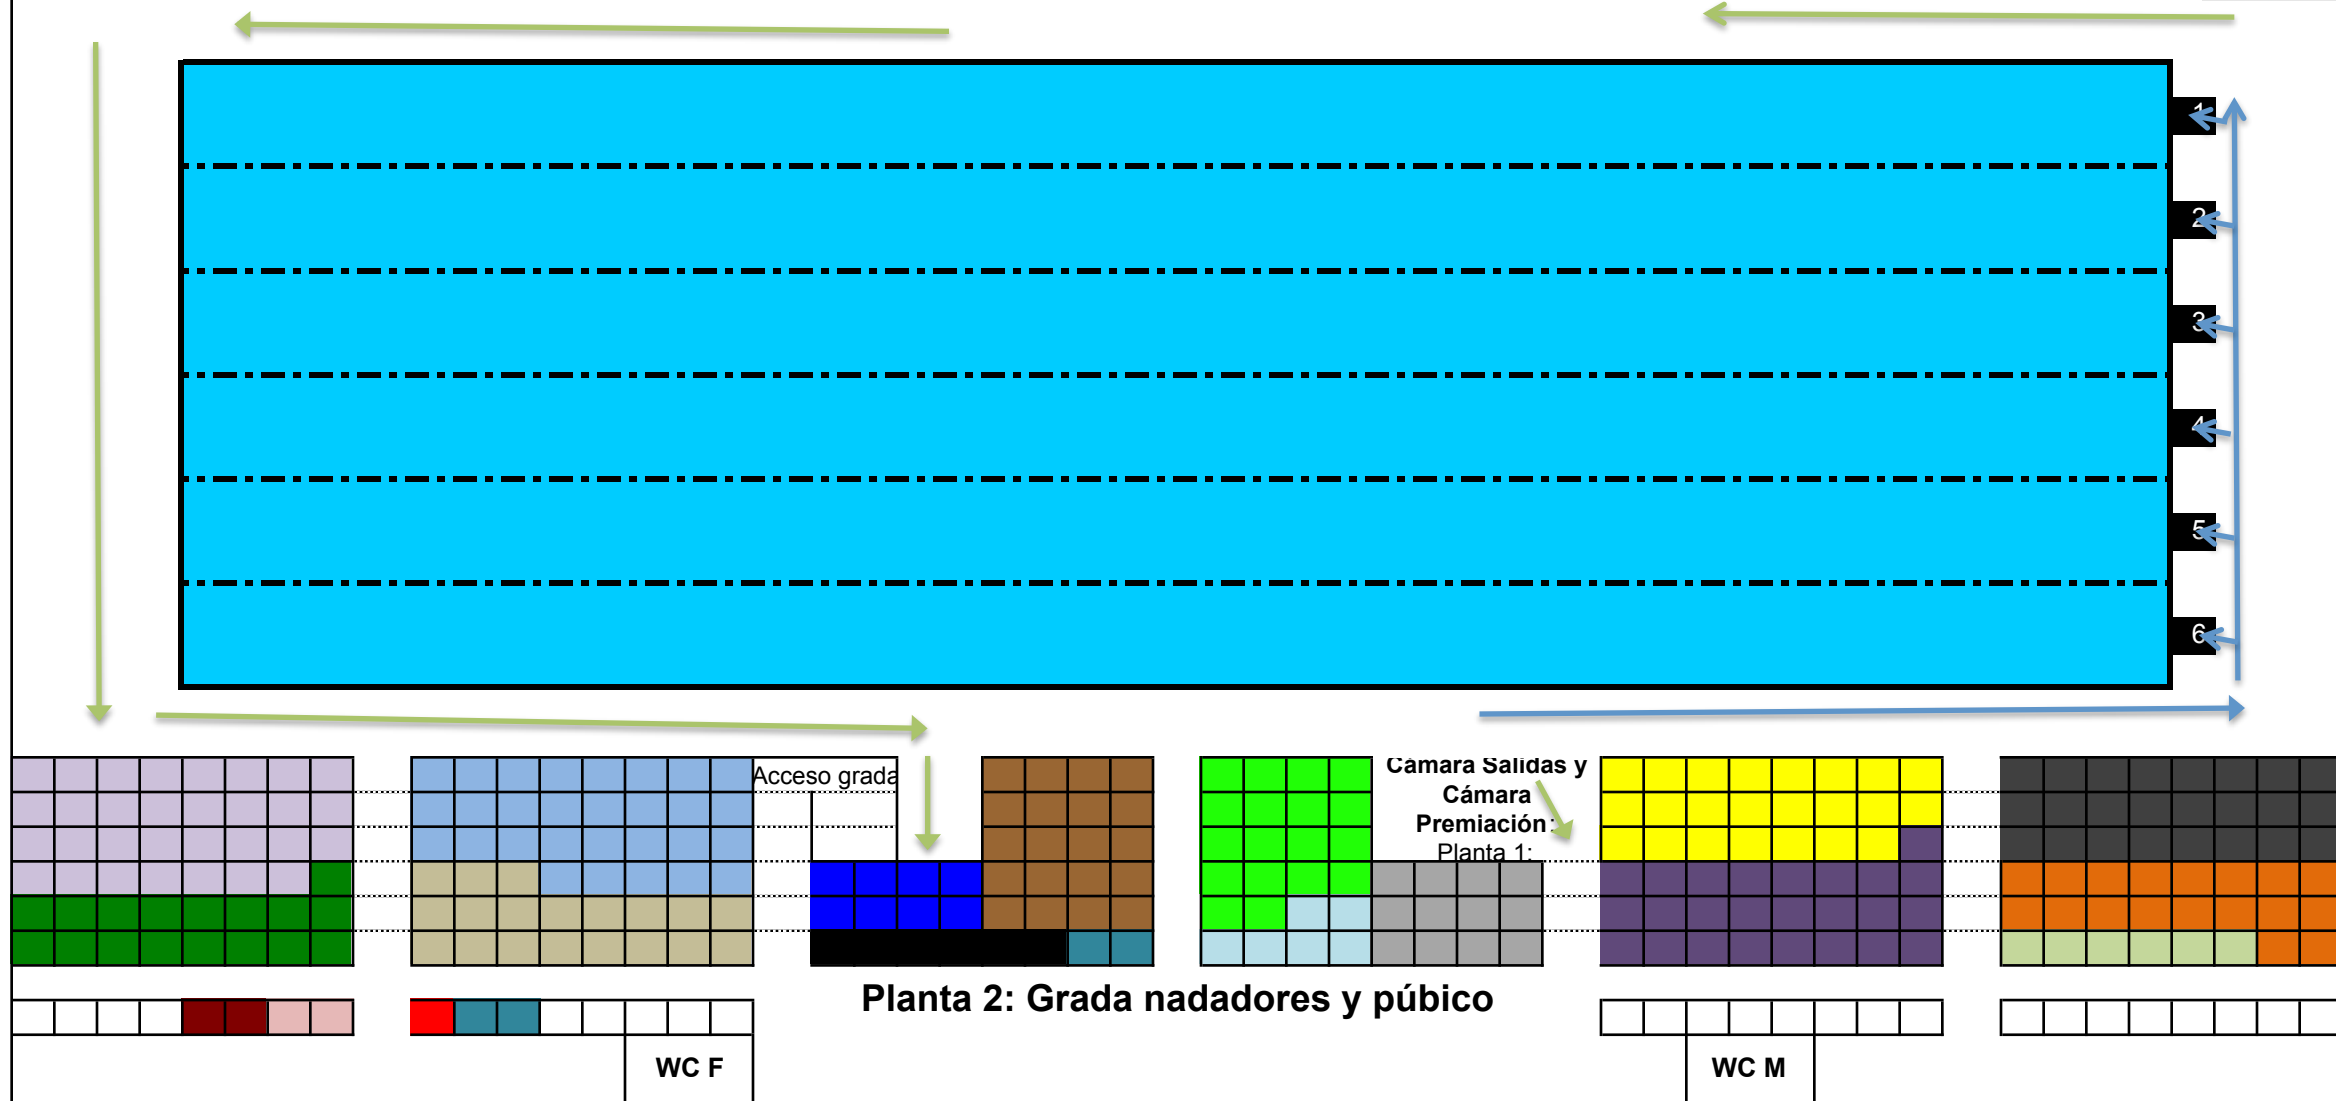 1
2
3
4
5
6
Acceso grada
Cámara Salidas y
Cámara
Premiación:
Planta 1:
Planta 2: Grada nadadores y púbico
WC F
WC M